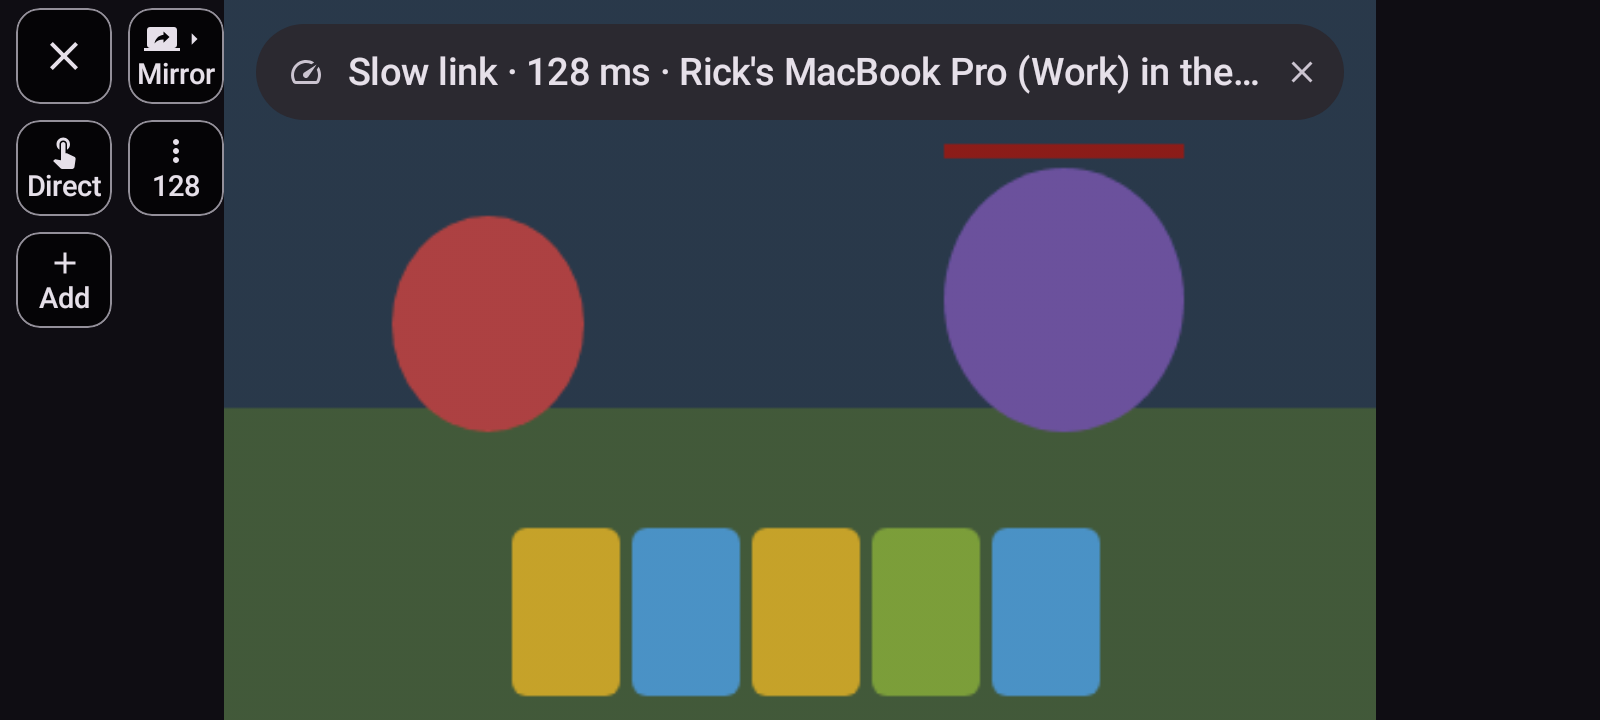 Mirror
Slow link · 128 ms · Rick's MacBook Pro (Work) in the…
Direct
128
Add